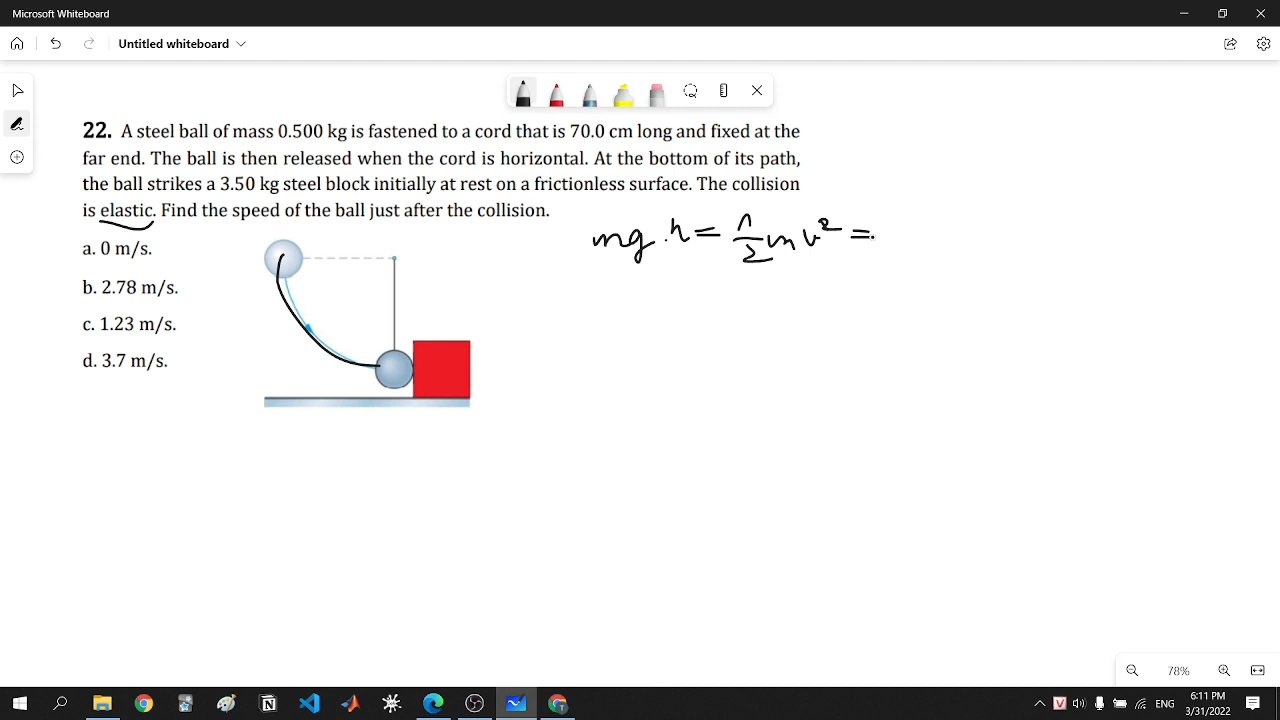 Microsoft Whiteboard
Untitled whiteboard
22. A steel ball of mass 0.500 kg is fastened to a cord that is 70.0 cm long and fixed at the
far end. The ball is then released when the cord is horizontal. At the bottom of its path,
the ball strikes a 3.50 kg steel block initially at rest on a frictionless surface. The collision
is elastic. Find the speed of the ball just after the collision.
mg.h = 1/2 mv² =
a. 0 m/s.
b. 2.78 m/s.
c. 1.23 m/s.
d. 3.7 m/s.
78%
ENG
6:11 PM
3/31/2022